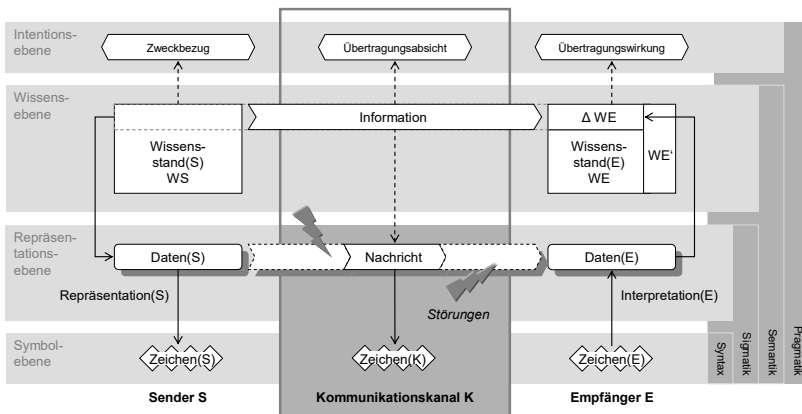 Intentions-
ebene
Zweckbezug
Übertragungsabsicht
Übertragungswirkung
Wissens-
ebene
Information
Δ WE
Wissens-
stand(S)
WS
Wissens-
stand(E)
WE
WE'
Repräsen-
tations-
ebene
Daten(S)
Nachricht
Daten(E)
Repräsentation(S)
Störungen
Interpretation(E)
Symbol-
ebene
Zeichen(S)
Zeichen(K)
Zeichen(E)
Syntax
Sigmatik
Semantik
Pragmatik
Sender S
Kommunikationskanal K
Empfänger E